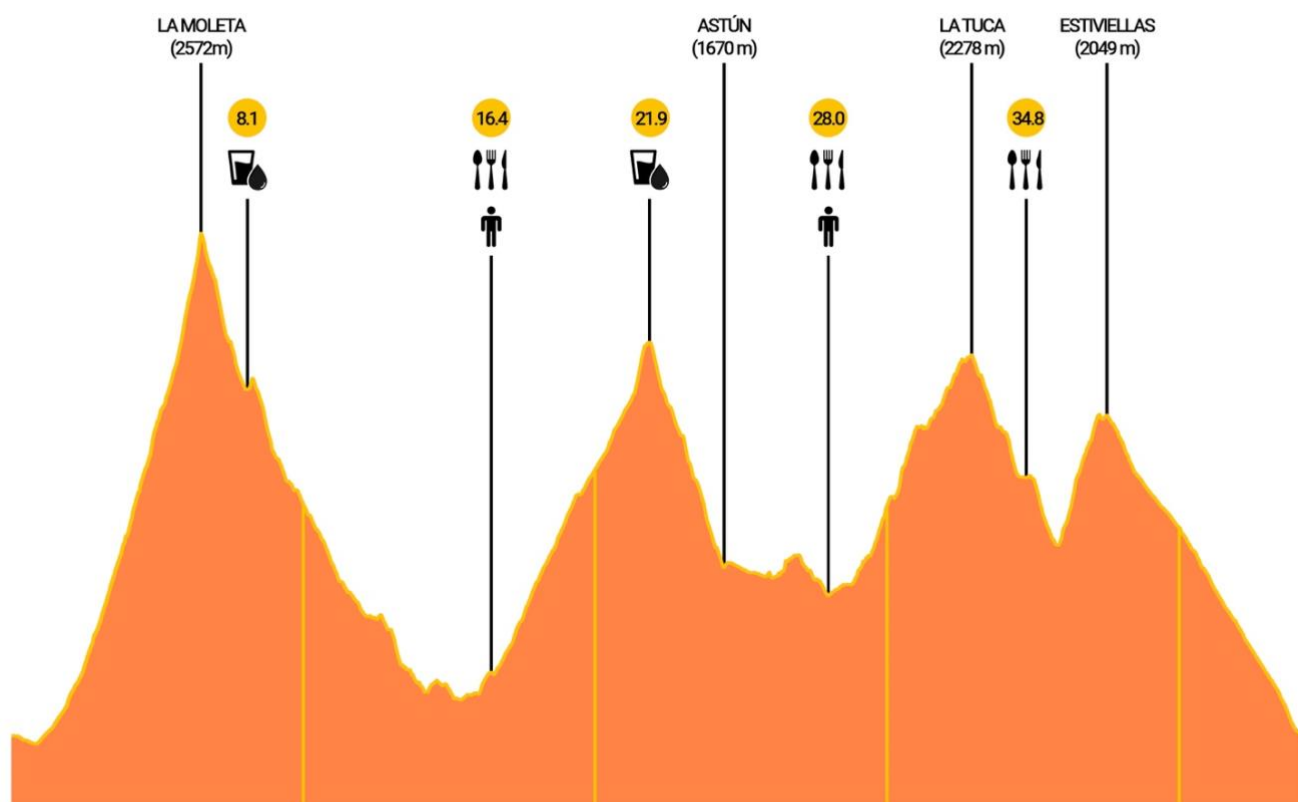 LA MOLETA
(2572m)
ASTÚN
(1670 m)
LA TUCA
(2278 m)
ESTIVIELLAS
(2049 m)
8.1
16.4
21.9
28.0
34.8